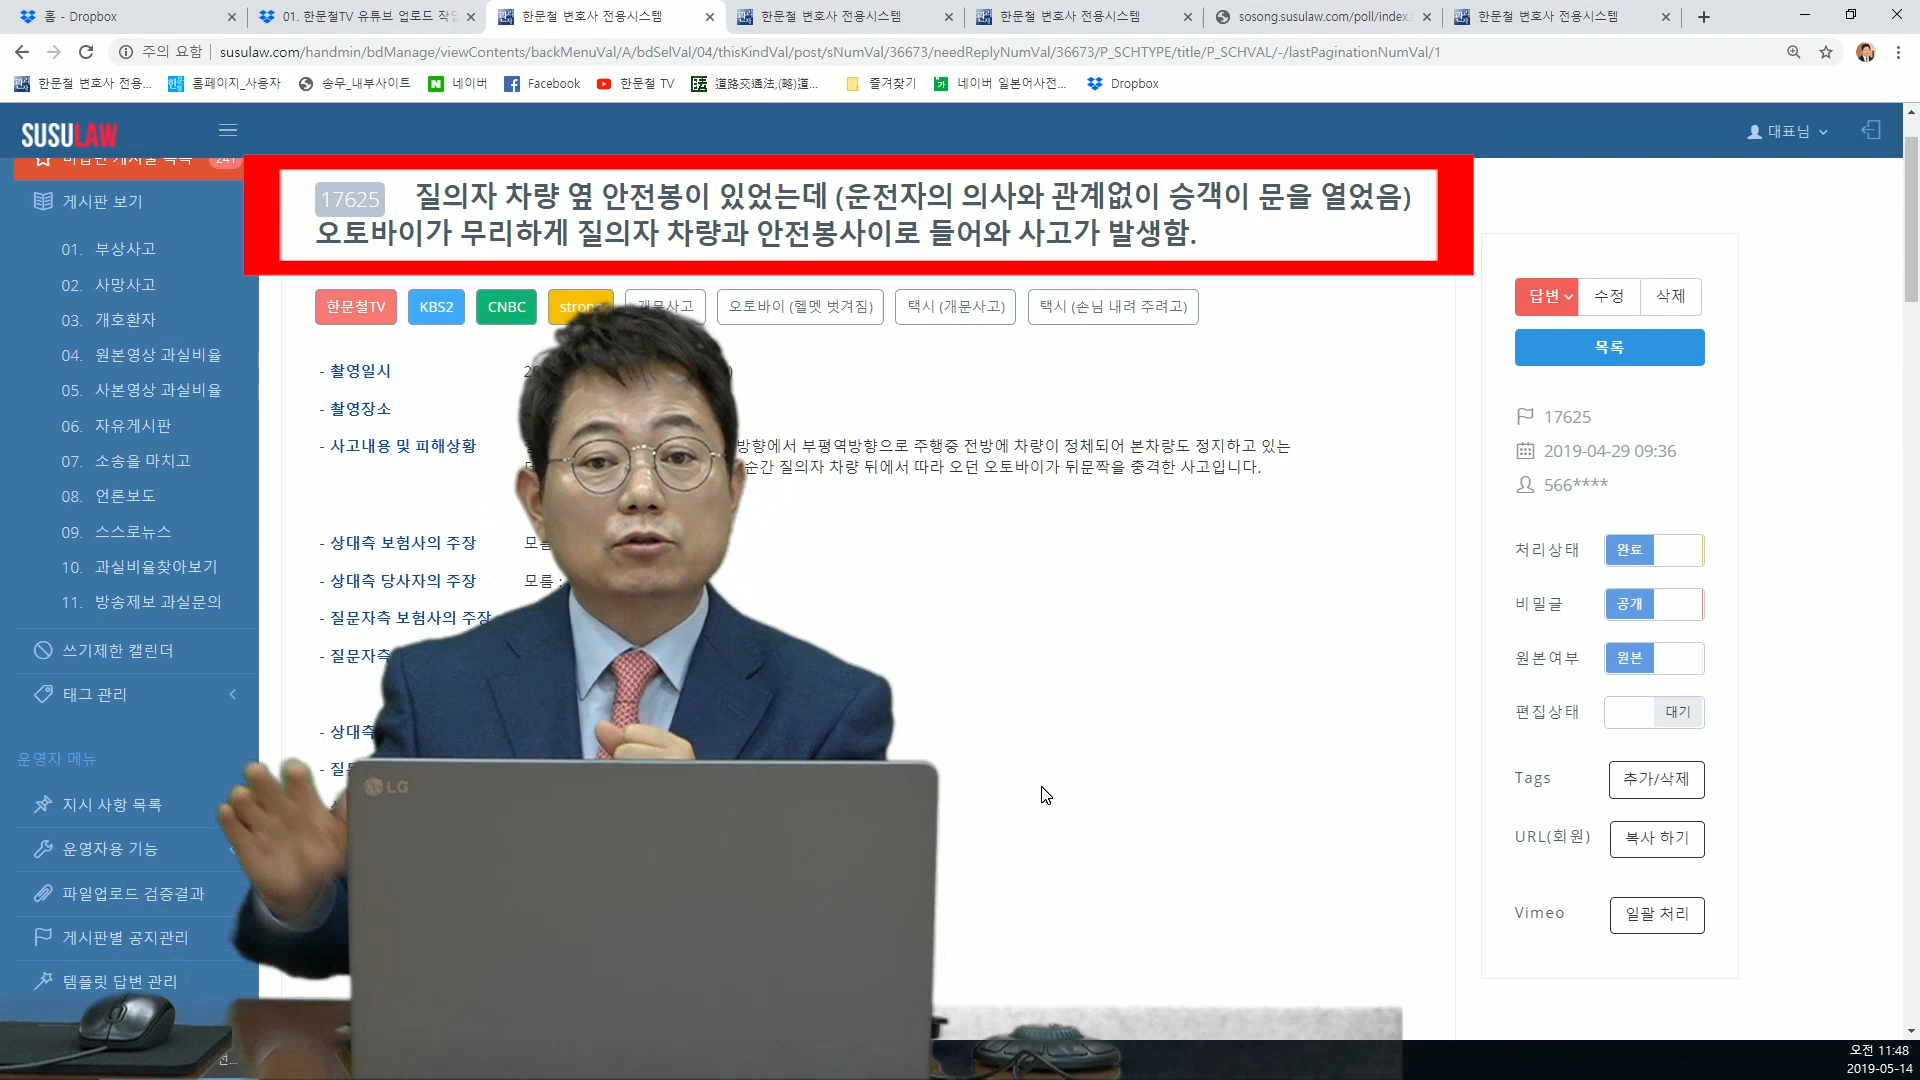 홈 - Dropbox
01. 한문철TV 유튜브 업로드 작업
한문철 변호사 전용시스템
한문철 변호사 전용시스템
한문철 변호사 전용시스템
sosong.susulaw.com/poll/index.
한문철 변호사 전용시스템
주의 요함
susulaw.com/handmin/bdManage/viewContents/backMenuVal/A/bdSelVal/04/thisKindVal/post/sNumVal/36673/needReplyNumVal/36673/P_SCHTYPE/title/P_SCHVAL/-/lastPaginationNumVal/1
한문철 변호사 전용...
홈페이지_사용자
송무_내부사이트
네이버
Facebook
한문철 TV
道路交通法,(略)道...
즐겨찾기
네이버 일본어사전...
Dropbox
SUSULAW
대표님
241
게시판 보기
01. 부상사고
02. 사망사고
03. 개호환자
04. 원본영상 과실비율
05. 사본영상 과실비율
06. 자유게시판
07. 소송을 마치고
08. 언론보도
09. 스스로뉴스
10. 과실비율찾아보기
11. 방송제보 과실문의
쓰기제한 캘린더
태그 관리
운영자 메뉴
지시 사항 목록
운영자용 기능
파일업로드 검증결과
게시판별 공지관리
템플릿 답변 관리
17625 질의자 차량 옆 안전봉이 있었는데 (운전자의 의사와 관계없이 승객이 문을 열었음)
오토바이가 무리하게 질의자 차량과 안전봉사이로 들어와 사고가 발생함.
한문철TV
KBS2
CNBC
개문사고
오토바이 (헬멧 벗겨짐)
택시 (개문사고)
택시 (손님 내려 주려고)
- 촬영일시
- 촬영장소
- 사고내용 및 피해상황
방향에서 부평역방향으로 주행중 전방에 차량이 정체되어 본차량도 정지하고 있는
순간 질의자 차량 뒤에서 따라 오던 오토바이가 뒤문짝을 충격한 사고입니다.
- 상대측 보험사의 주장
- 상대측 당사자의 주장 모름
- 질문자측 보험사의 주장
- 질문자측
- 상대측
답변
수정
삭제
목록
17625
2019-04-29 09:36
566****
처리상태 완료
비밀글 공개
원본여부 원본
편집상태 대기
Tags 추가/삭제
URL(회원) 복사 하기
Vimeo 일괄 처리
LG
오전 11:48
2019-05-14